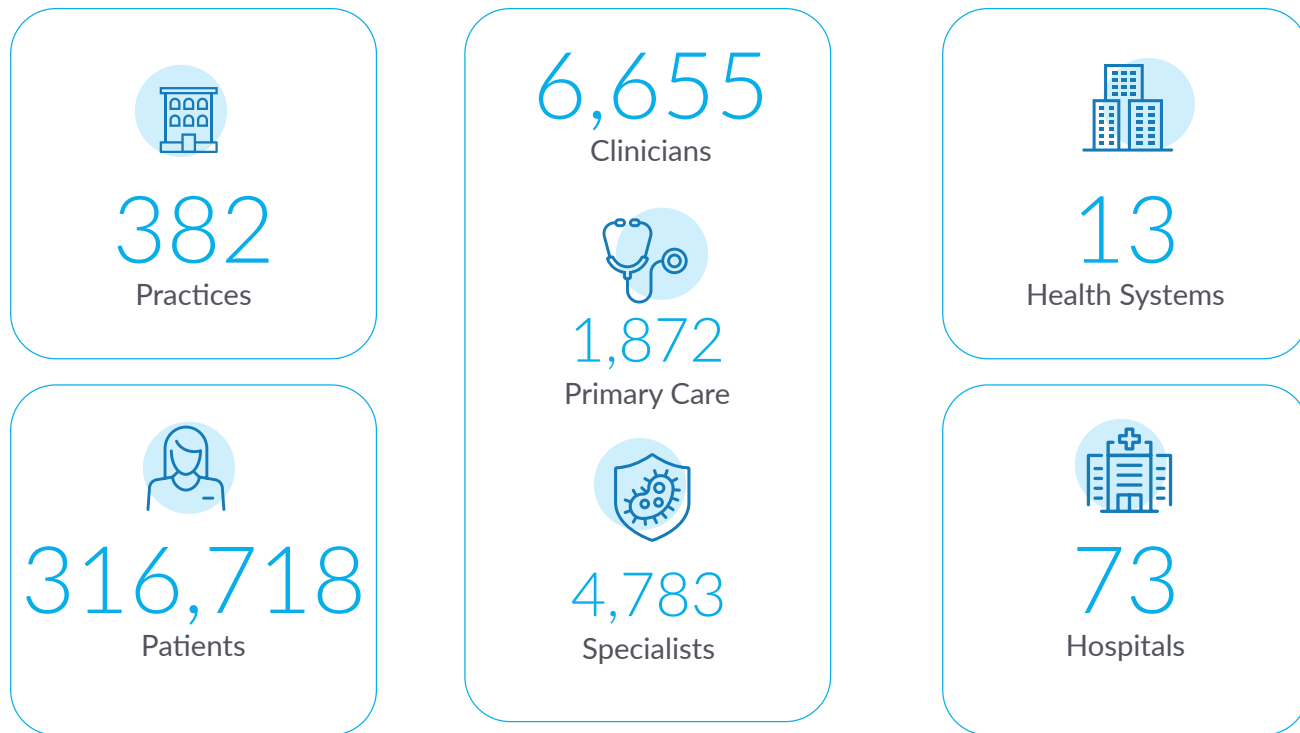 382
Practices
316,718
Patients
6,655
Clinicians
1,872
Primary Care
4,783
Specialists
13
Health Systems
73
Hospitals